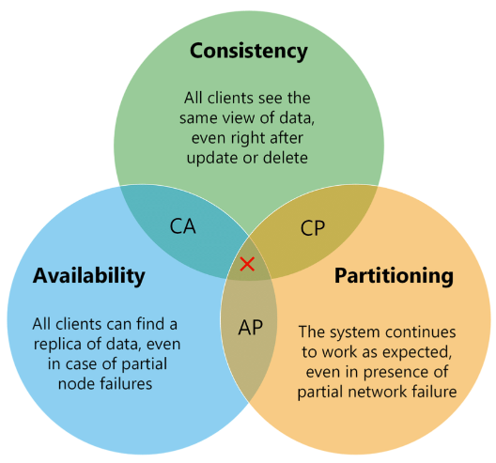 Consistency
All clients see the
same view of data,
even right after
update or delete
CA
CP
Availability
All clients can find a
replica of data, even
in case of partial
node failures
AP
Partitioning
The system continues
to work as expected,
even in presence of
partial network failure